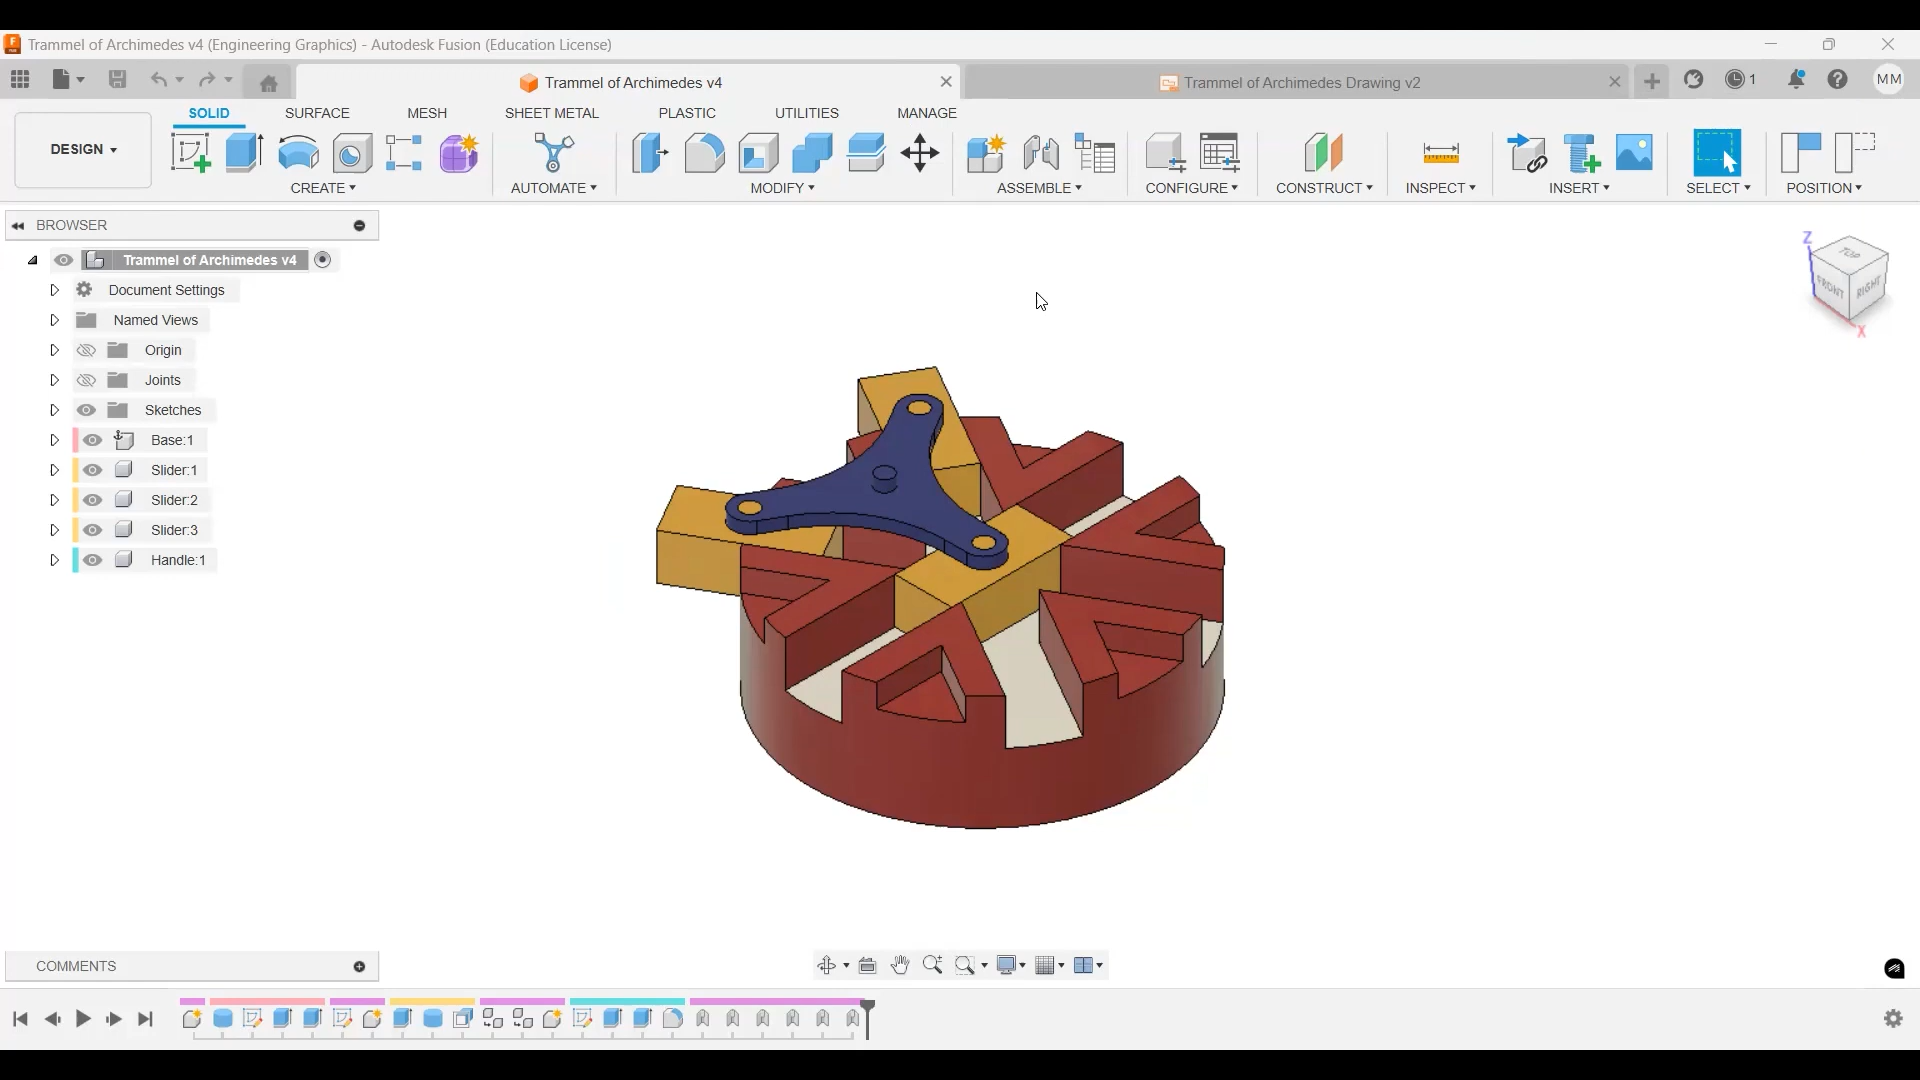 Trammel of Archimedes v4 (Engineering Graphics) - Autodesk Fusion (Education License)
Trammel of Archimedes v4
Trammel of Archimedes Drawing v2
1
MM
SOLID
SURFACE
MESH
SHEET METAL
PLASTIC
UTILITIES
MANAGE
DESIGN
CREATE
AUTOMATE
MODIFY
ASSEMBLE
CONFIGURE
CONSTRUCT
INSPECT
INSERT
SELECT
POSITION
BROWSER
Trammel of Archimedes v4
Document Settings
Named Views
Origin
Joints
Sketches
Base:1
Slider:1
Slider:2
Slider:3
Handle:1
Z
TOP
FRONT
RIGHT
X
COMMENTS